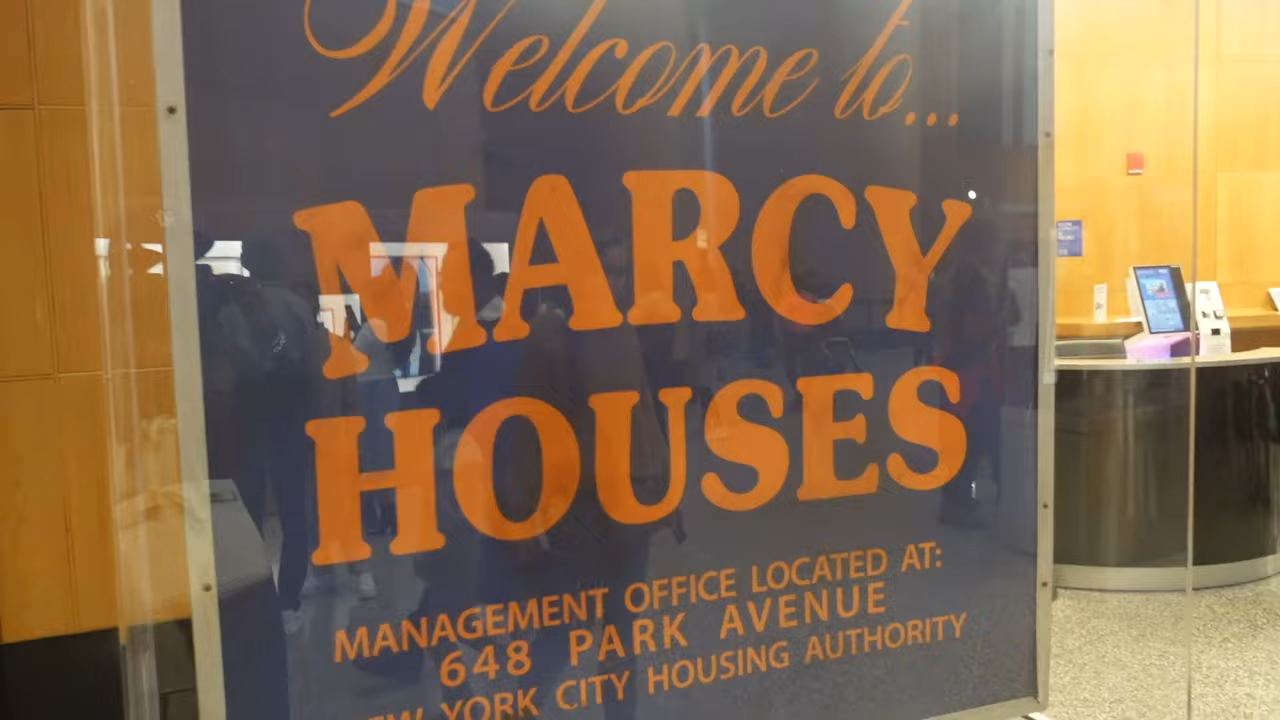 Welcome to...
MARCY
HOUSES
MANAGEMENT OFFICE LOCATED AT:
648 PARK AVENUE
YORK CITY HOUSING AUTHORITY